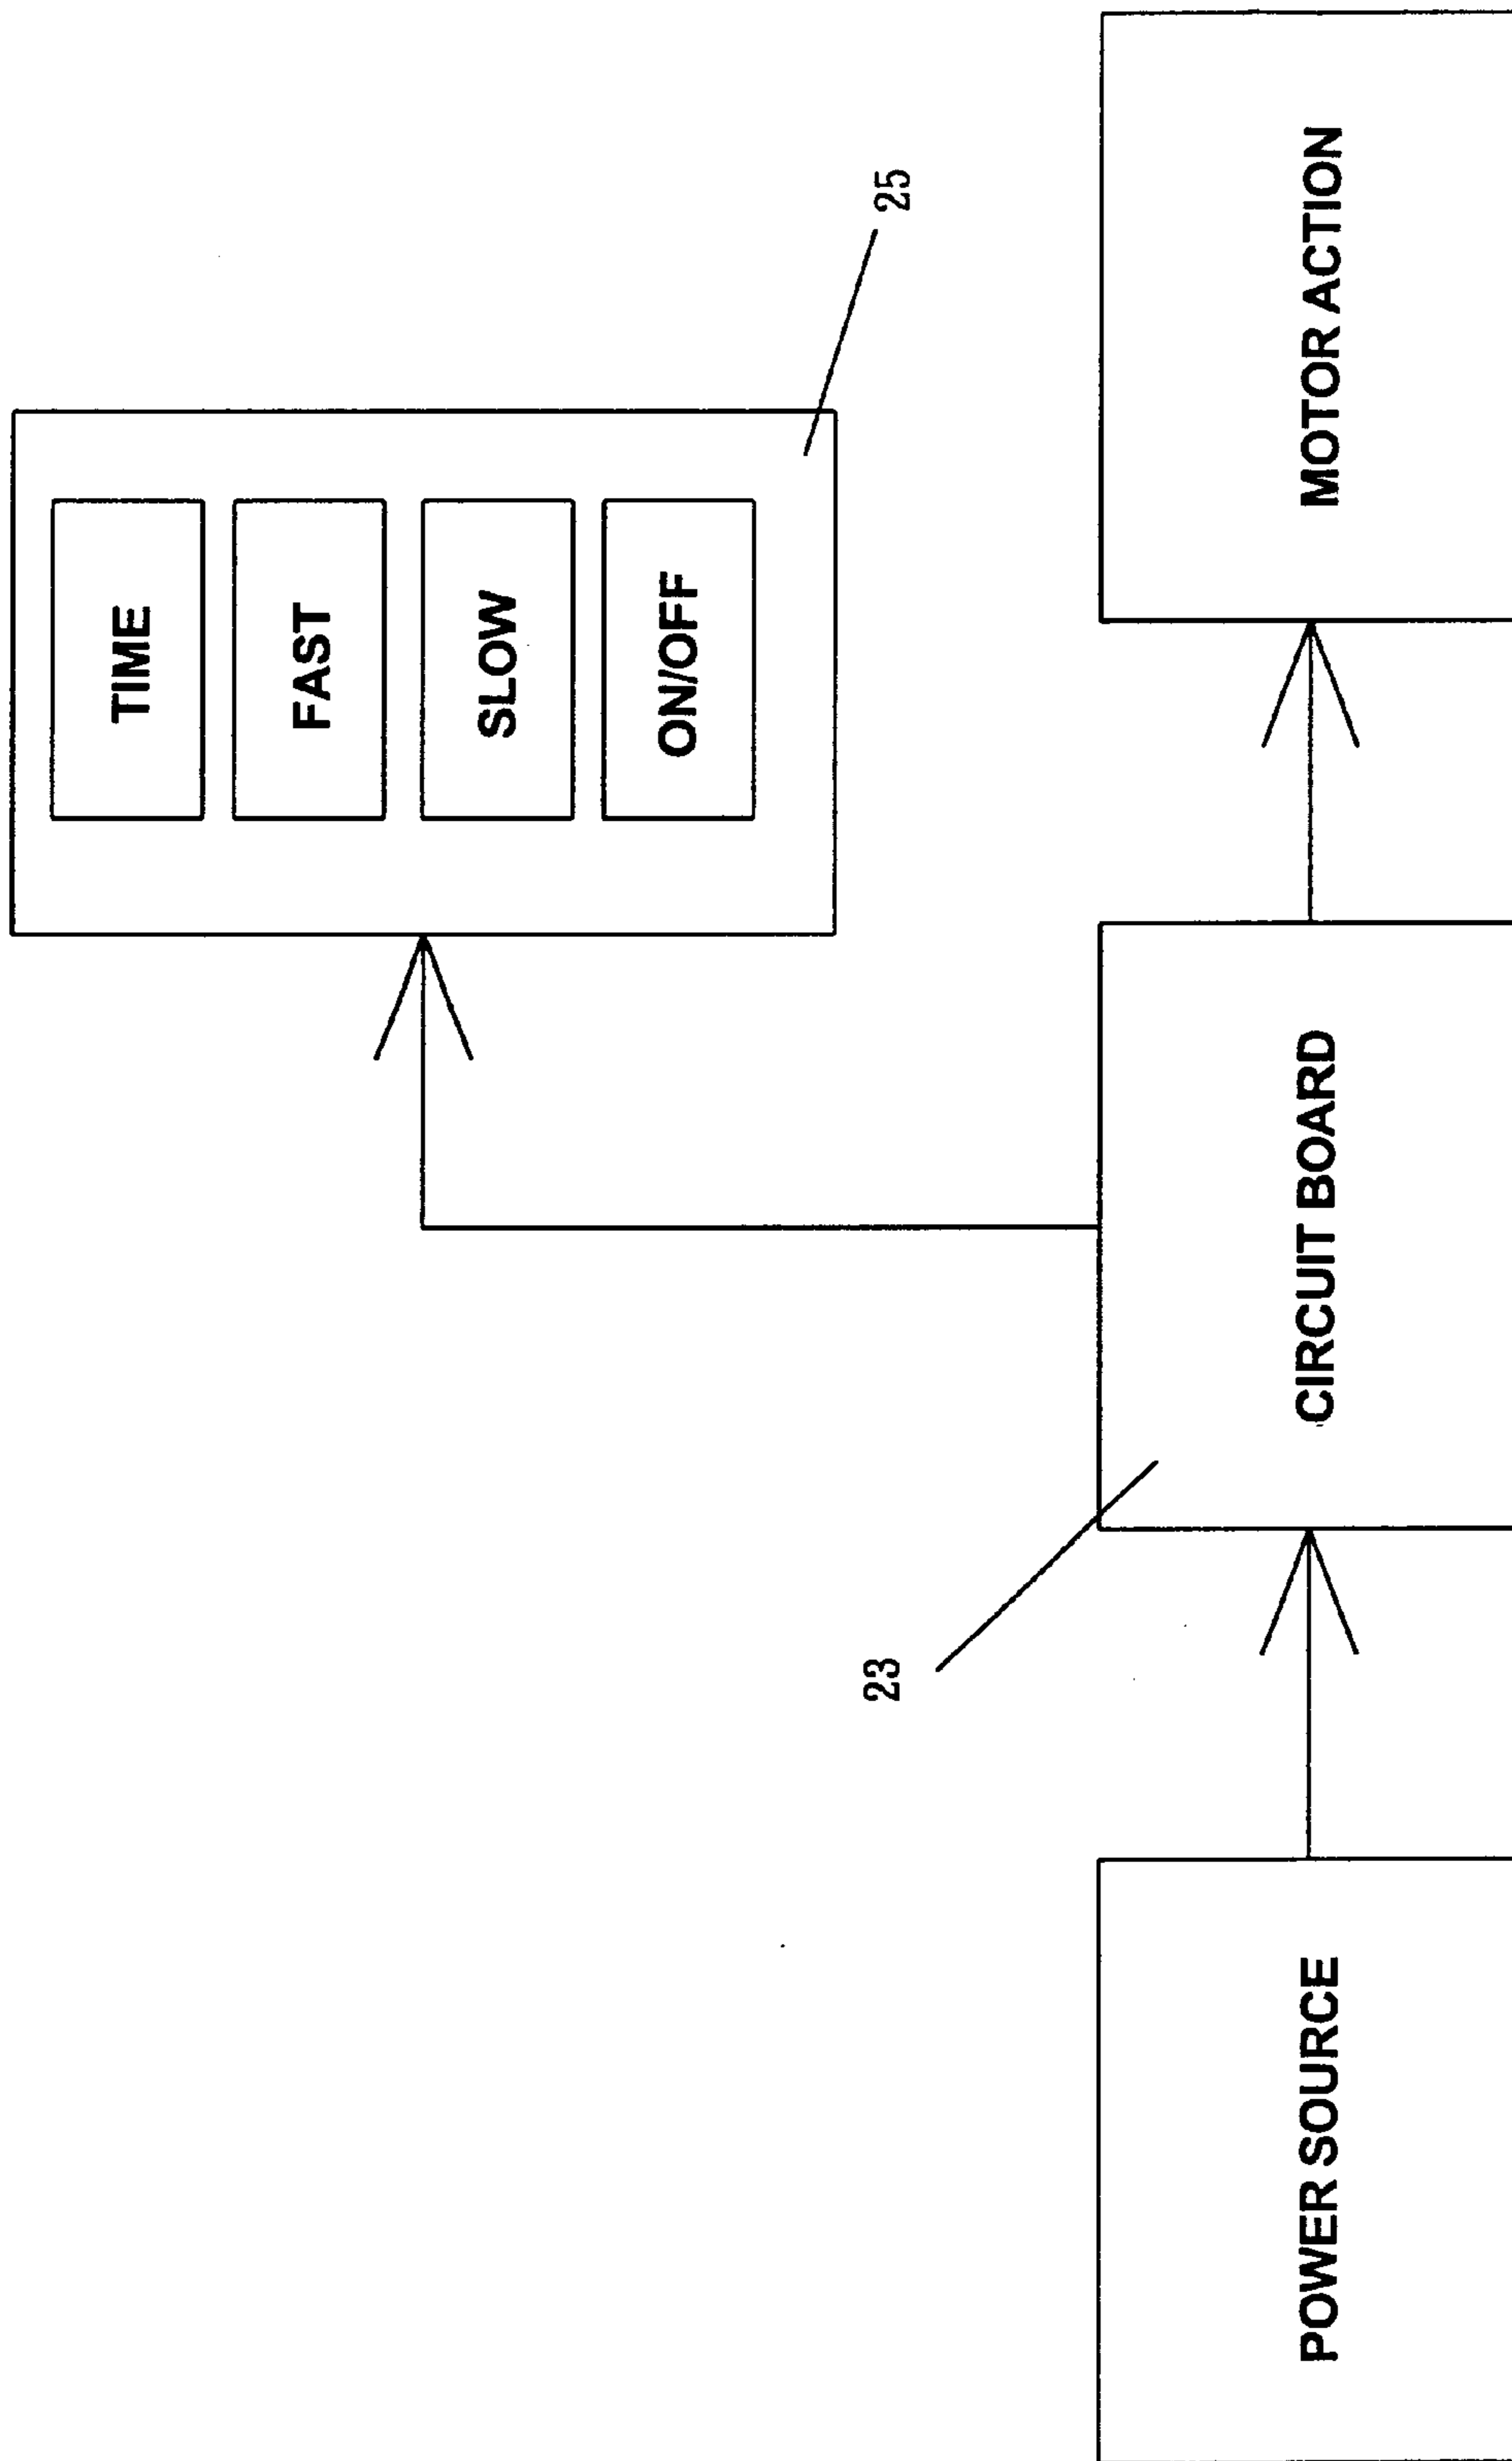 TIME
FAST
SLOW
ON/OFF
25
23
POWER SOURCE
CIRCUIT BOARD
MOTOR ACTION